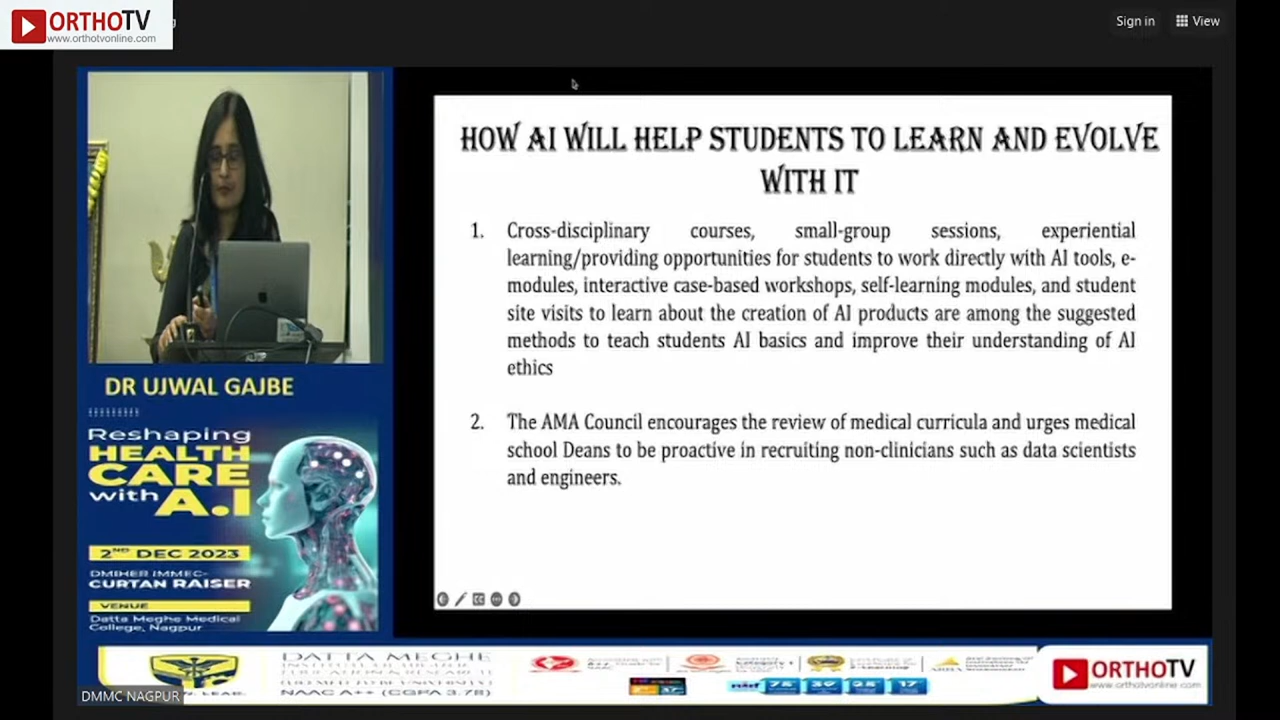 ORTHOTV
www.orthotvonline.com
Sign in
View
HOW AI WILL HELP STUDENTS TO LEARN AND EVOLVE
WITH IT
1. Cross-disciplinary courses, small-group sessions, experiential
learning/providing opportunities for students to work directly with AI tools, e-
modules, interactive case-based workshops, self-learning modules, and student
site visits to learn about the creation of AI products are among the suggested
methods to teach students AI basics and improve their understanding of AI
ethics
2. The AMA Council encourages the review of medical curricula and urges medical
school Deans to be proactive in recruiting non-clinicians such as data scientists
and engineers.
DR UJWAL GAJBE
Reshaping
HEALTH
CARE
with A.I
2ND DEC 2023
DMIHER IMMEC-
CURTAN RAISER
VENUE
Datta Meghe Medical
College, Nagpur
DATTA MEGHE
NAAC A++ (CGPA 3.78)
DMMC NAGPUR
ORTHOTV
www.orthotvonline.com